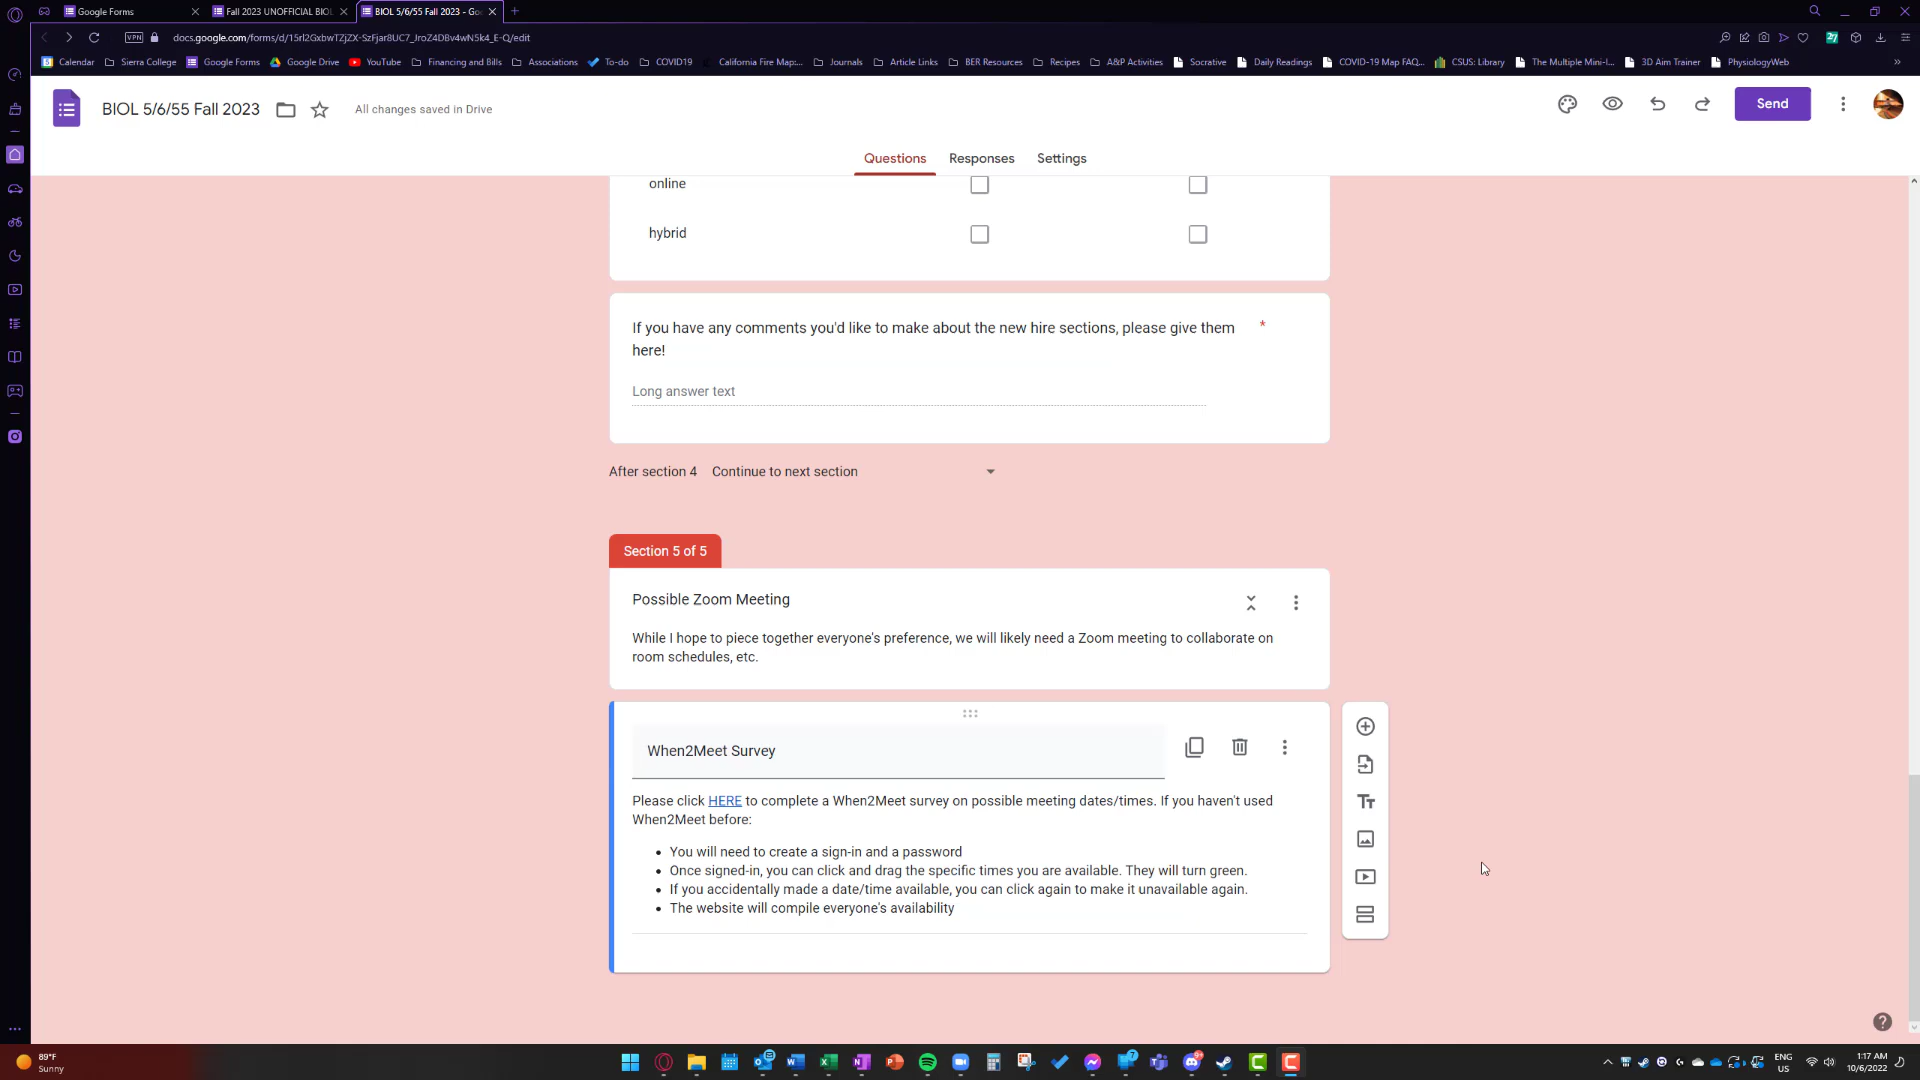 Google Forms
Fall 2023 UNOFFICIAL BIOL
BIOL 5/6/55 Fall 2023 - Go
VPN
docs.google.com/forms/d/15rl2GxbwTZjZX-SzFjar8UC7_JroZ4DBv4wN5k4_E-Q/edit
Calendar Sierra College Google Forms Google Drive YouTube Financing and Bills Associations To-do COVID19 California Fire Map:... Journals Article Links BER Resources Recipes A&P Activities Socrative Daily Readings COVID-19 Map FAQ... CSUS: Library The Multiple Mini-I... 3D Aim Trainer PhysiologyWeb
BIOL 5/6/55 Fall 2023
All changes saved in Drive
Send
Questions Responses Settings
online
hybrid
If you have any comments you'd like to make about the new hire sections, please give them *
here!
Long answer text
After section 4 Continue to next section
Section 5 of 5
Possible Zoom Meeting
While I hope to piece together everyone's preference, we will likely need a Zoom meeting to collaborate on
room schedules, etc.
When2Meet Survey
Please click HERE to complete a When2Meet survey on possible meeting dates/times. If you haven't used
When2Meet before:
• You will need to create a sign-in and a password
• Once signed-in, you can click and drag the specific times you are available. They will turn green.
• If you accidentally made a date/time available, you can click again to make it unavailable again.
• The website will compile everyone's availability
89°F
Sunny
ENG
US
1:17 AM
10/6/2022